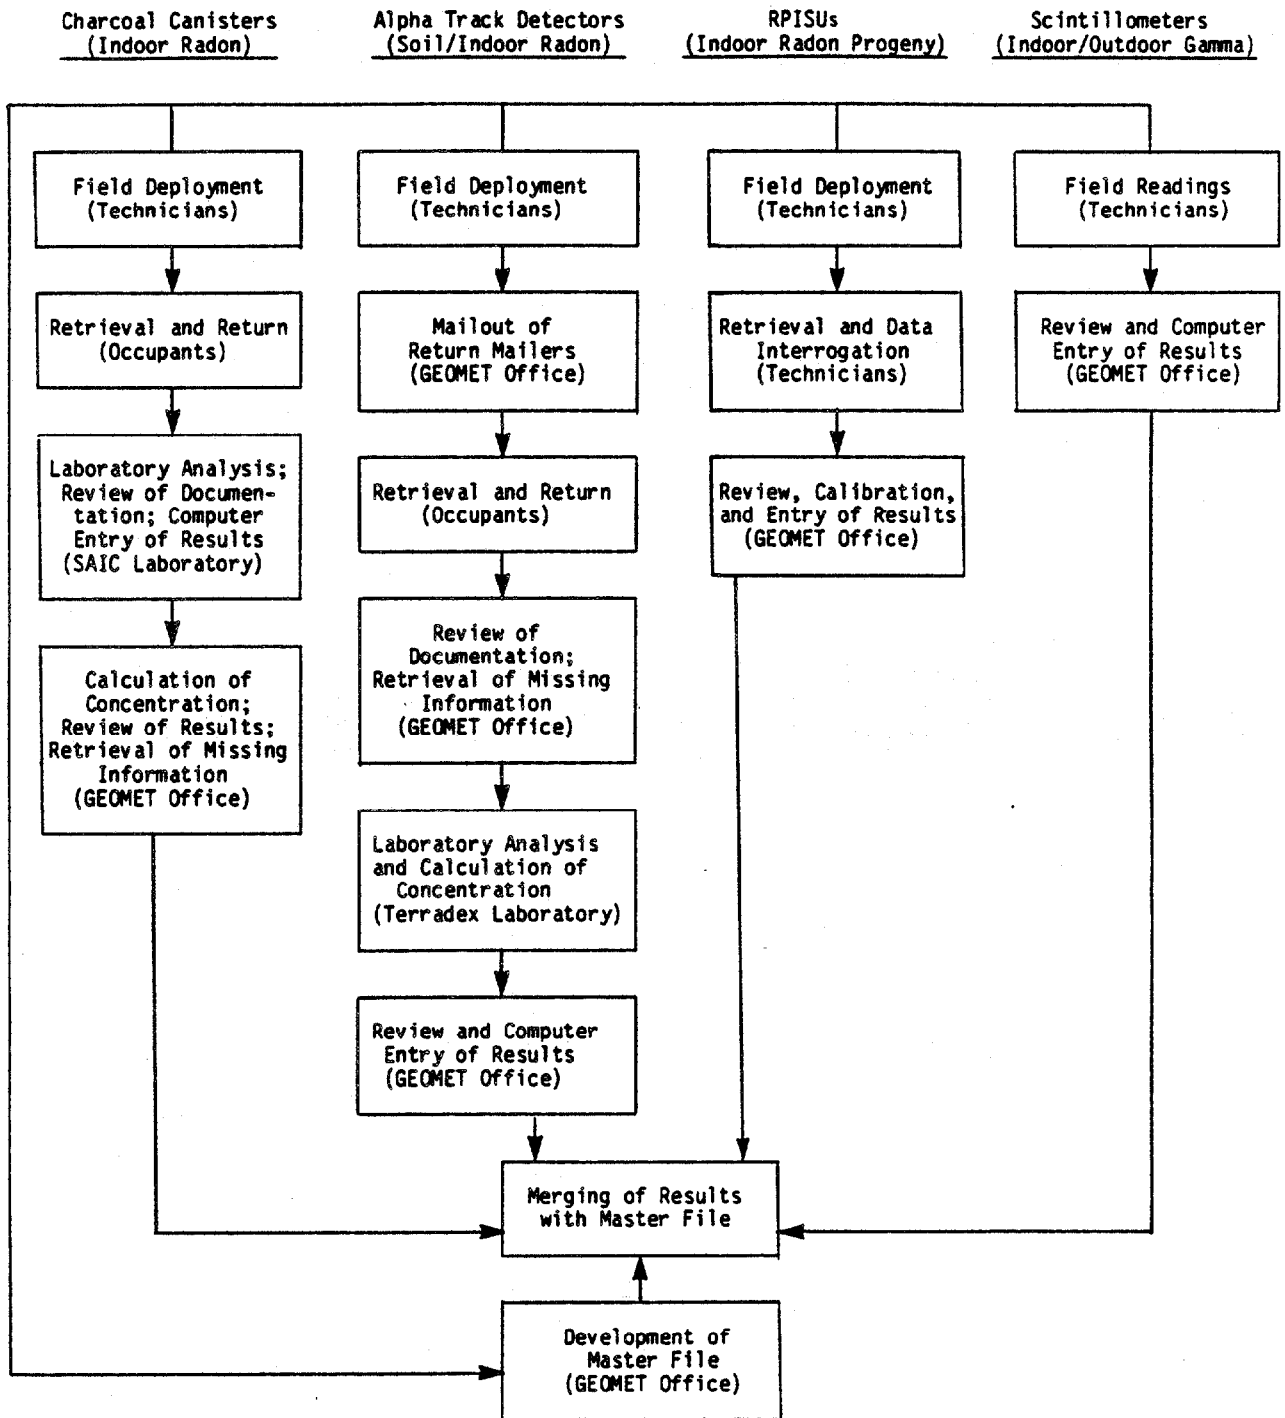 Charcoal Canisters
(Indoor Radon)
Alpha Track Detectors
(Soil/Indoor Radon)
RPISUs
(Indoor Radon Progeny)
Scintillometers
(Indoor/Outdoor Gamma)
Field Deployment
(Technicians)
Retrieval and Return
(Occupants)
Laboratory Analysis;
Review of Documen-
tation; Computer
Entry of Results
(SAIC Laboratory)
Calculation of
Concentration;
Review of Results;
Retrieval of Missing
Information
(GEOMET Office)
Field Deployment
(Technicians)
Mailout of
Return Mailers
(GEOMET Office)
Retrieval and Return
(Occupants)
Review of
Documentation;
Retrieval of Missing
Information
(GEOMET Office)
Laboratory Analysis
and Calculation of
Concentration
(Terradex Laboratory)
Review and Computer
Entry of Results
(GEOMET Office)
Field Deployment
(Technicians)
Retrieval and Data
Interrogation
(Technicians)
Review, Calibration,
and Entry of Results
(GEOMET Office)
Field Readings
(Technicians)
Review and Computer
Entry of Results
(GEOMET Office)
Merging of Results
with Master File
Development of
Master File
(GEOMET Office)